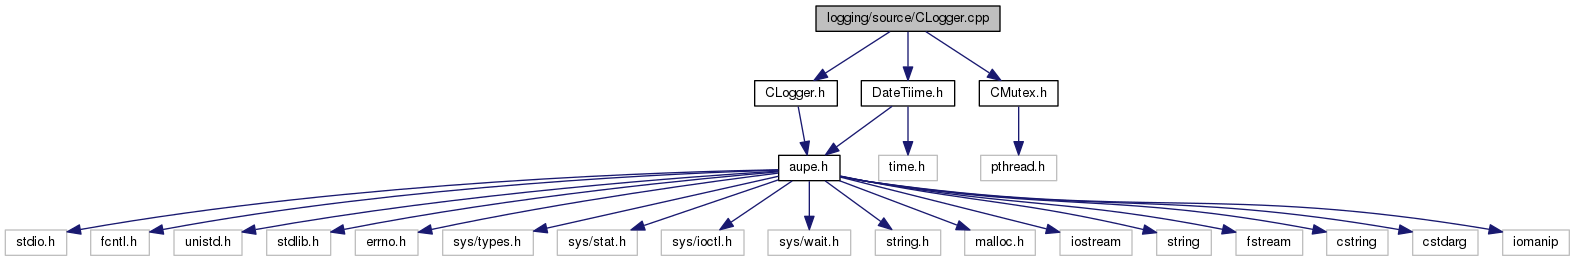 logging/source/CLogger.cpp
CLogger.h
DateTiime.h
CMutex.h
aupe.h
time.h
pthread.h
stdio.h
fcntl.h
unistd.h
stdlib.h
errno.h
sys/types.h
sys/stat.h
sys/ioctl.h
sys/wait.h
string.h
malloc.h
iostream
string
fstream
cstring
cstdarg
iomanip